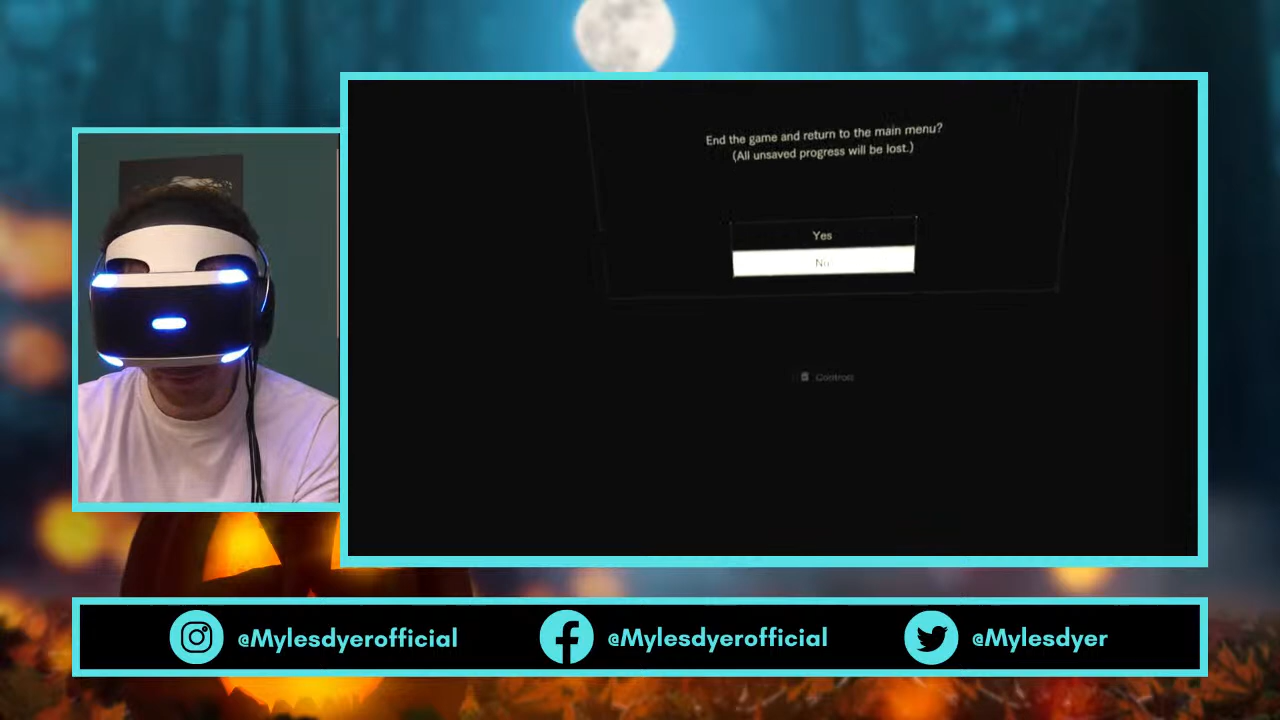 End the game and return to the main menu?
(All unsaved progress will be lost.)
Yes
No
Controls
@Mylesdyerofficial
@Mylesdyerofficial
@Mylesdyer